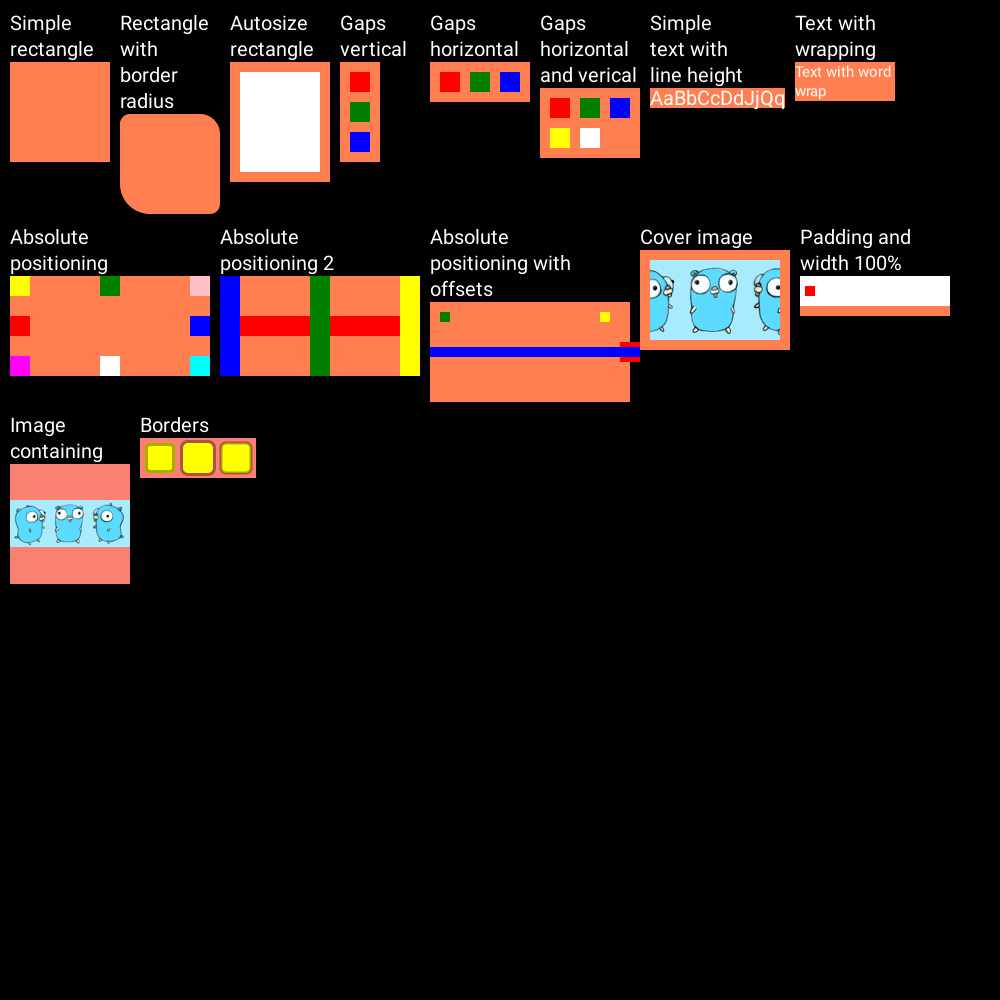 Simple
rectangle
Rectangle
with
border
radius
Autosize
rectangle
Gaps
vertical
Gaps
horizontal
Gaps
horizontal
and verical
Simple
text with
line height
AaBbCcDdJjQq
Text with
wrapping
Text with word
wrap
Absolute
positioning
Absolute
positioning 2
Absolute
positioning with
offsets
Cover image
Padding and
width 100%
Image
containing
Borders